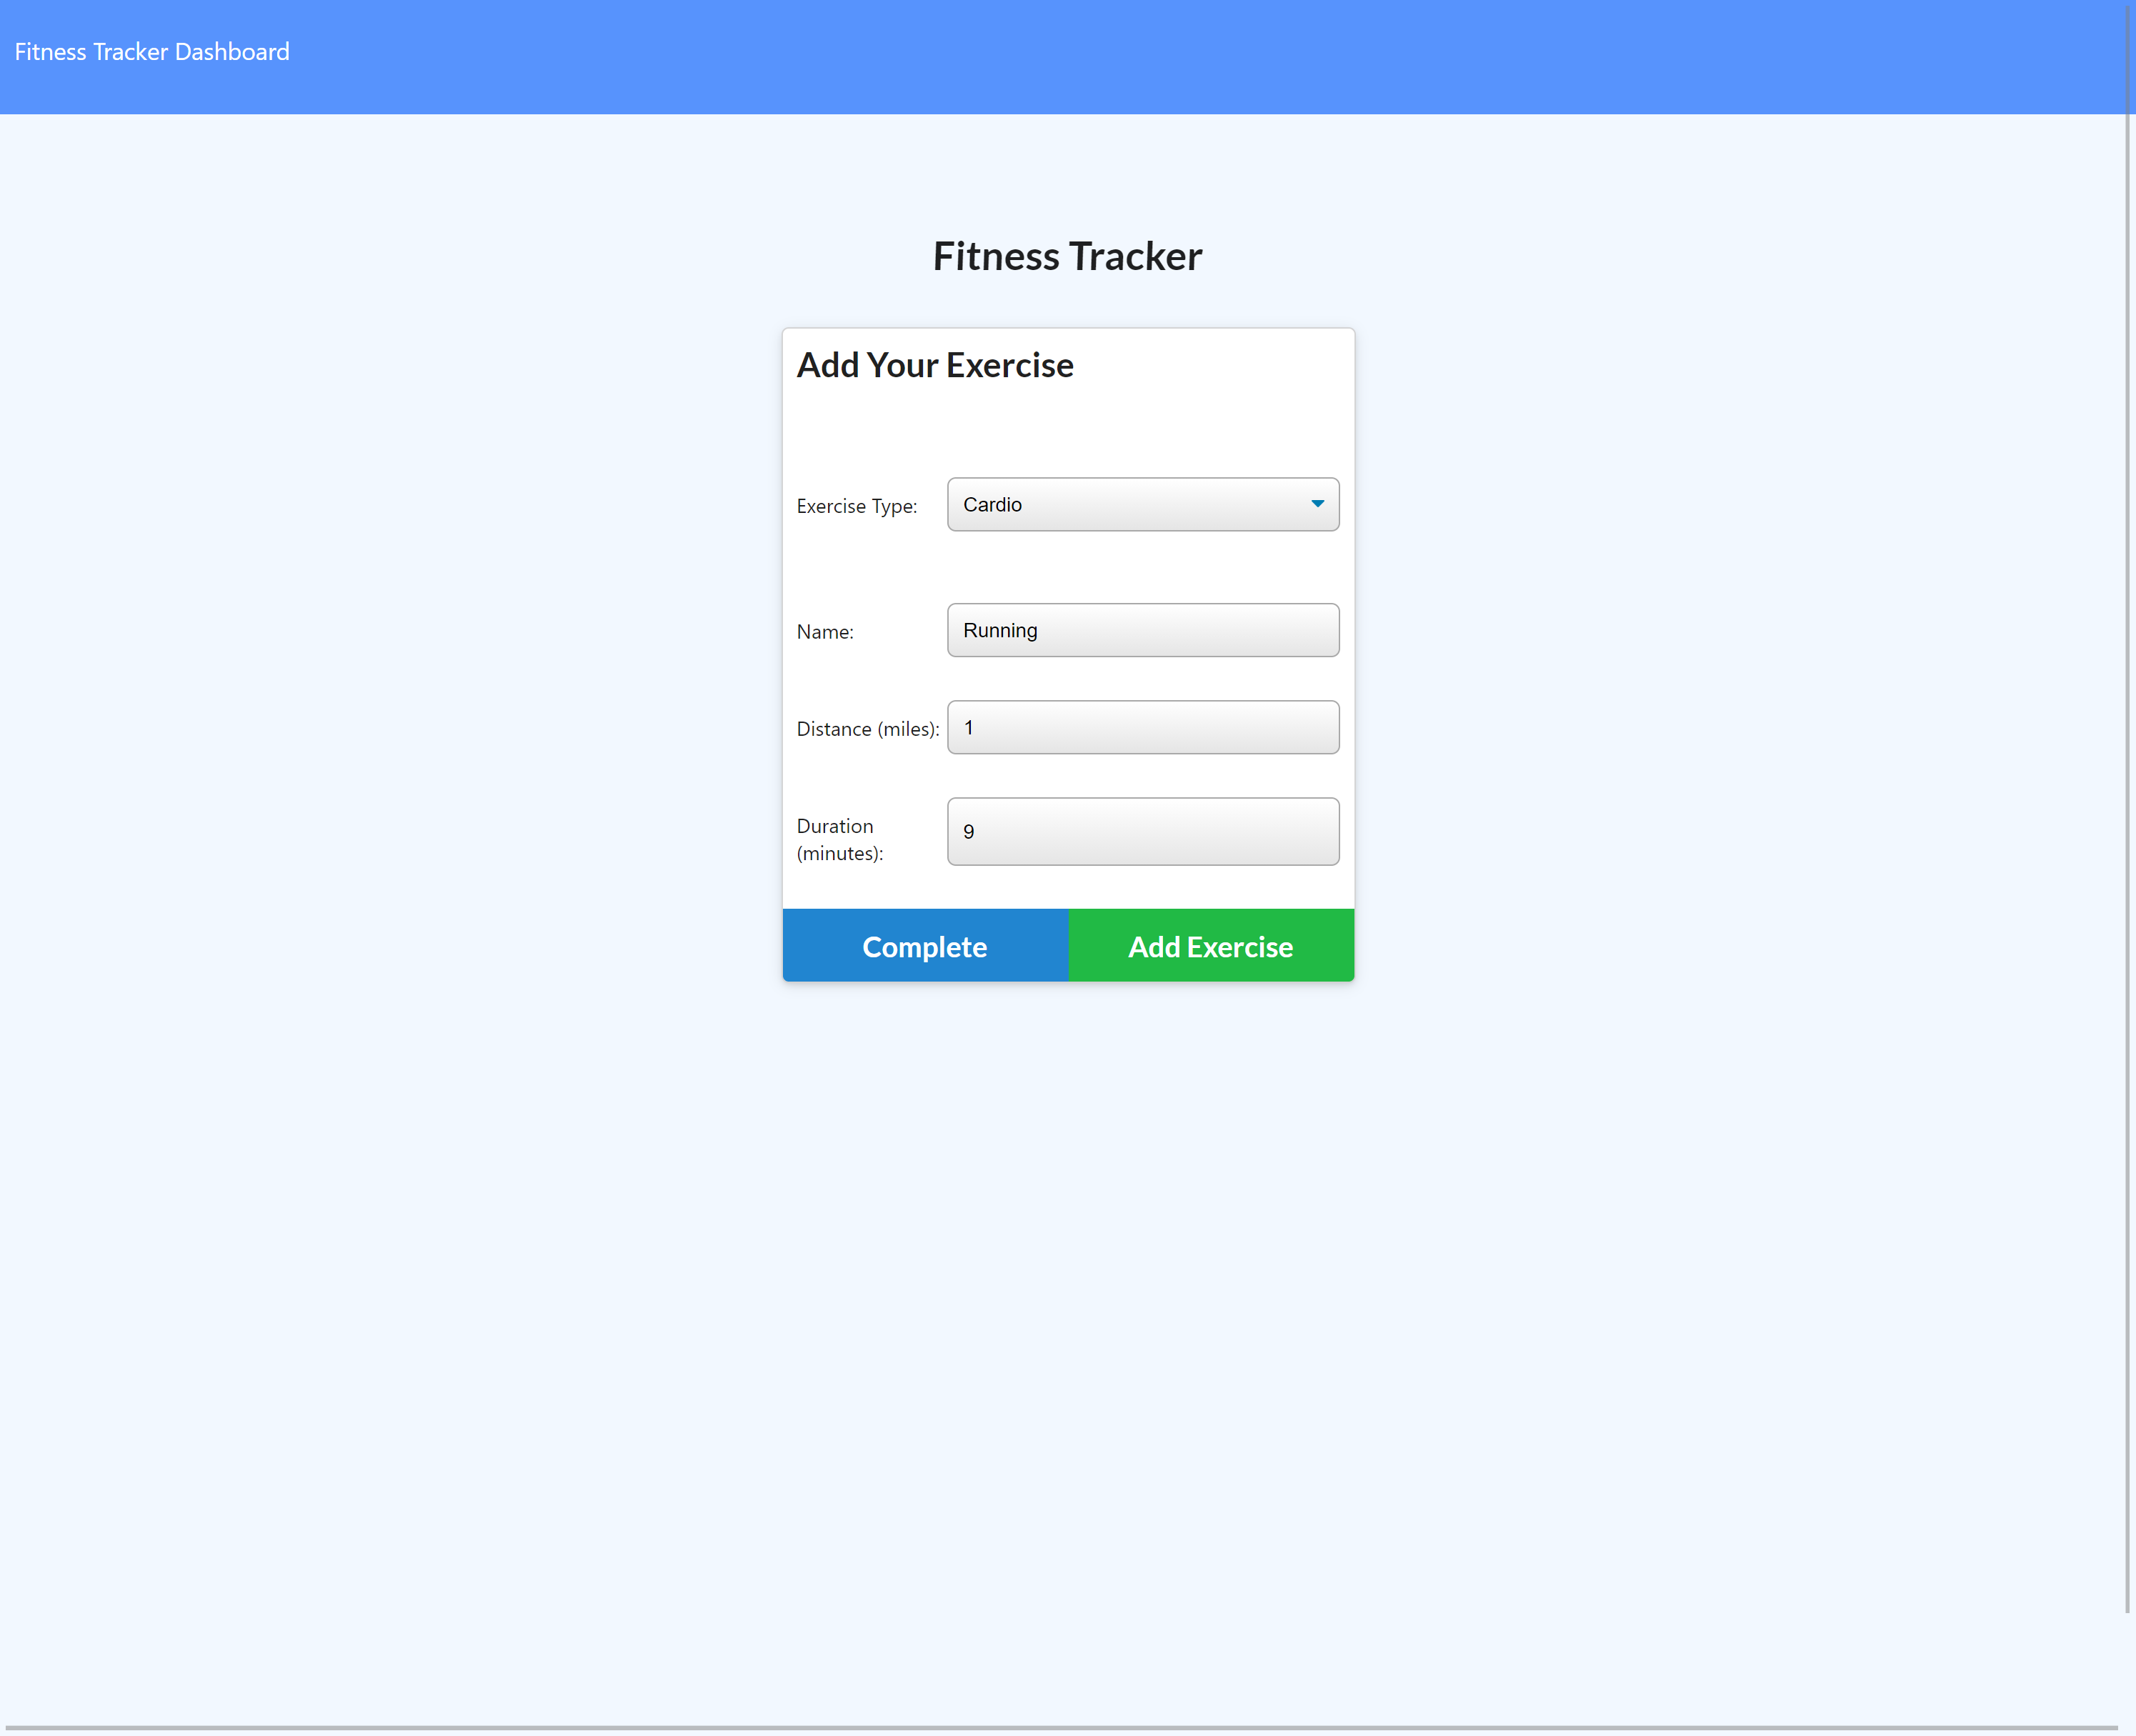 Fitness Tracker Dashboard
Fitness Tracker
Add Your Exercise
Exercise Type: Cardio
Name: Running
Distance (miles): 1
Duration (minutes): 9
Complete Add Exercise